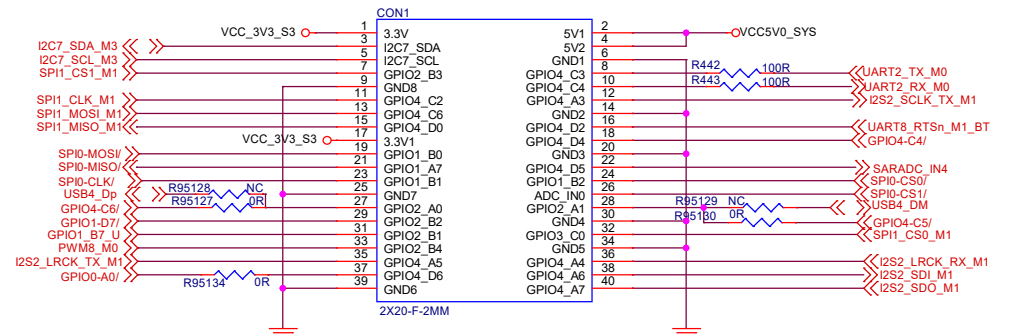 CON1
VCC_3V3_S3 1 3.3V 5V1 2 VCC5V0_SYS
I2C7_SDA_M3 3 I2C7_SDA 5V2 4
I2C7_SCL_M3 5 I2C7_SCL GND1 6
SPI1_CS1_M1 7 GPIO2_B3 GPIO4_C3 8 R442 100R UART2_TX_M0
9 GND8 GPIO4_C4 10 R443 100R UART2_RX_M0
SPI1_CLK_M1 11 GPIO4_C2 GPIO4_A3 12 I2S2_SCLK_TX_M1
SPI1_MOSI_M1 13 GPIO4_C6 GND2 14
SPI1_MISO_M1 15 GPIO4_D0 GPIO4_D2 16 UART8_RTSn_M1_BT
VCC_3V3_S3 17 3.3V1 GPIO4_D4 18 GPIO4-C4/
SPI0-MOSI/ 19 GPIO1_B0 GND3 20
SPI0-MISO/ 21 GPIO1_A7 GPIO4_D5 22 SARADC_IN4
SPI0-CLK/ 23 GPIO1_B1 GPIO1_B2 24 SPI0-CS0/
USB4_Dp R95128 NC 25 GND7 ADC_IN0 26 SPI0-CS1/
GPIO4-C6/ R95127 0R 27 GPIO2_A0 GPIO2_A1 28 R95129 NC USB4_DM
GPIO1-D7/ 29 GPIO2_B2 GND4 30 R95130 0R GPIO4-C5/
GPIO1_B7_U 31 GPIO2_B1 GPIO3_C0 32 SPI1_CS0_M1
PWM8_M0 33 GPIO2_B4 GND5 34
I2S2_LRCK_TX_M1 35 GPIO4_A5 GPIO4_A4 36 I2S2_LRCK_RX_M1
GPIO0-A0/ R95134 0R 37 GPIO4_D6 GPIO4_A6 38 I2S2_SDI_M1
39 GND6 GPIO4_A7 40 I2S2_SDO_M1
2X20-F-2MM